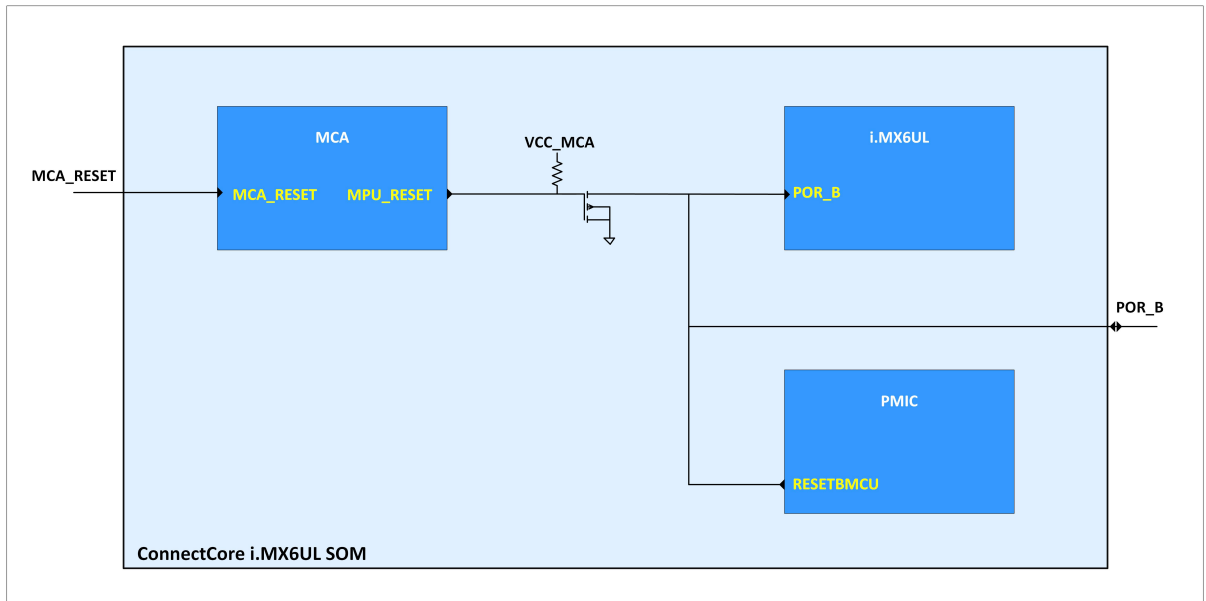 MCA
i.MX6UL
VCC_MCA
MCA_RESET
MCA_RESET
MPU_RESET
POR_B
POR_B
PMIC
RESETBMCU
ConnectCore i.MX6UL SOM